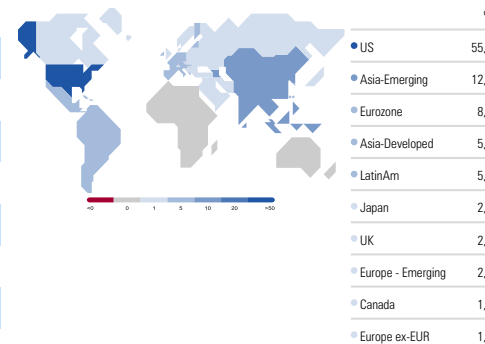 US 55,
Asia-Emerging 12,
Eurozone 8,
Asia-Developed 5,
LatinAm 5,
Japan 2,
UK 2,
Europe - Emerging 2,
Canada 1,
Europe ex-EUR 1,
<0 0 1 5 10 20 >50